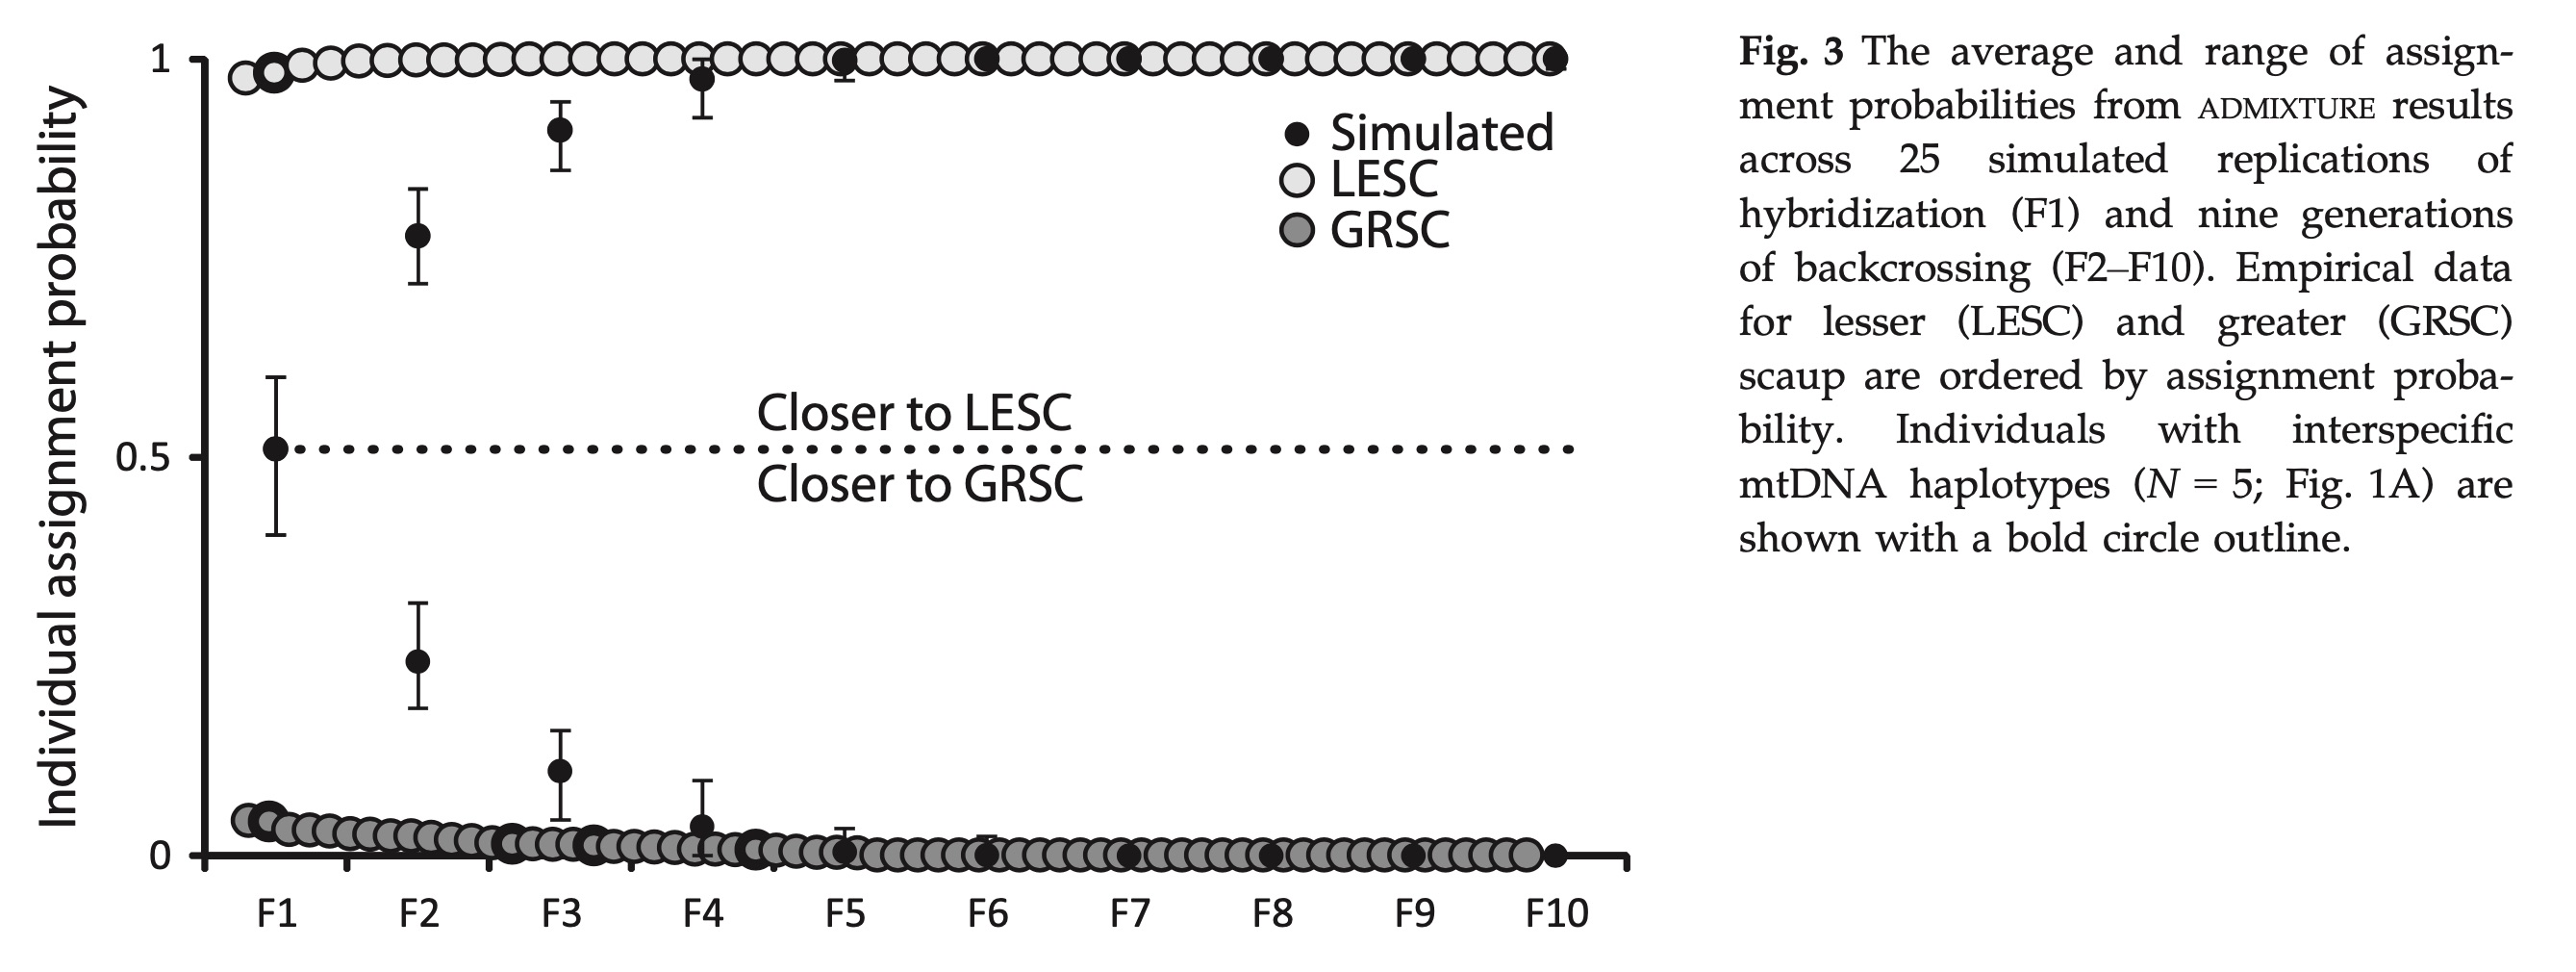 Individual assignment probability
1
0.5
0
Simulated
LESC
GRSC
Closer to LESC
Closer to GRSC
F1 F2 F3 F4 F5 F6 F7 F8 F9 F10
Fig. 3 The average and range of assign-
ment probabilities from ADMIXTURE results
across 25 simulated replications of
hybridization (F1) and nine generations
of backcrossing (F2–F10). Empirical data
for lesser (LESC) and greater (GRSC)
scaup are ordered by assignment proba-
bility. Individuals with interspecific
mtDNA haplotypes (N = 5; Fig. 1A) are
shown with a bold circle outline.